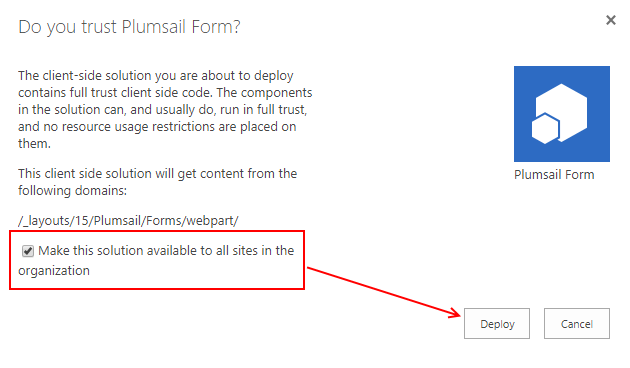 Do you trust Plumsail Form?
The client-side solution you are about to deploy
contains full trust client side code. The components
in the solution can, and usually do, run in full trust,
and no resource usage restrictions are placed on
them.
This client side solution will get content from the
following domains:
/_layouts/15/Plumsail/Forms/webpart/
Make this solution available to all sites in the
organization
Plumsail Form
Deploy
Cancel